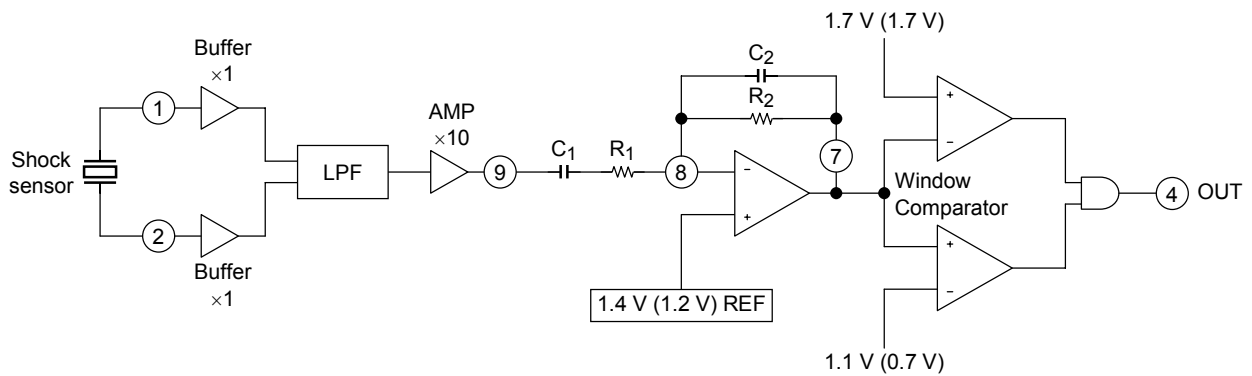 1.7 V (1.7 V)
Buffer
×1
C2
R2
AMP
×10
1
Shock
sensor
LPF
9
C1
R1
8
7
+
−
Window
Comparator
4
OUT
−
+
2
Buffer
×1
+
−
1.4 V (1.2 V) REF
1.1 V (0.7 V)